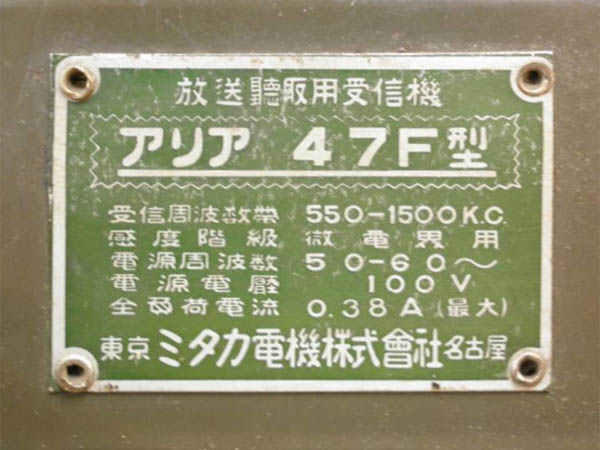 放送聽取用受信機
アリア 47F型
受信周波数帶 550-1500K.C.
感度階級 微電界用
電源周波数 50-60〜
電源電壓 100V
全負荷電流 0.38A(最大)
東京 ミタカ電機株式會社 名古屋